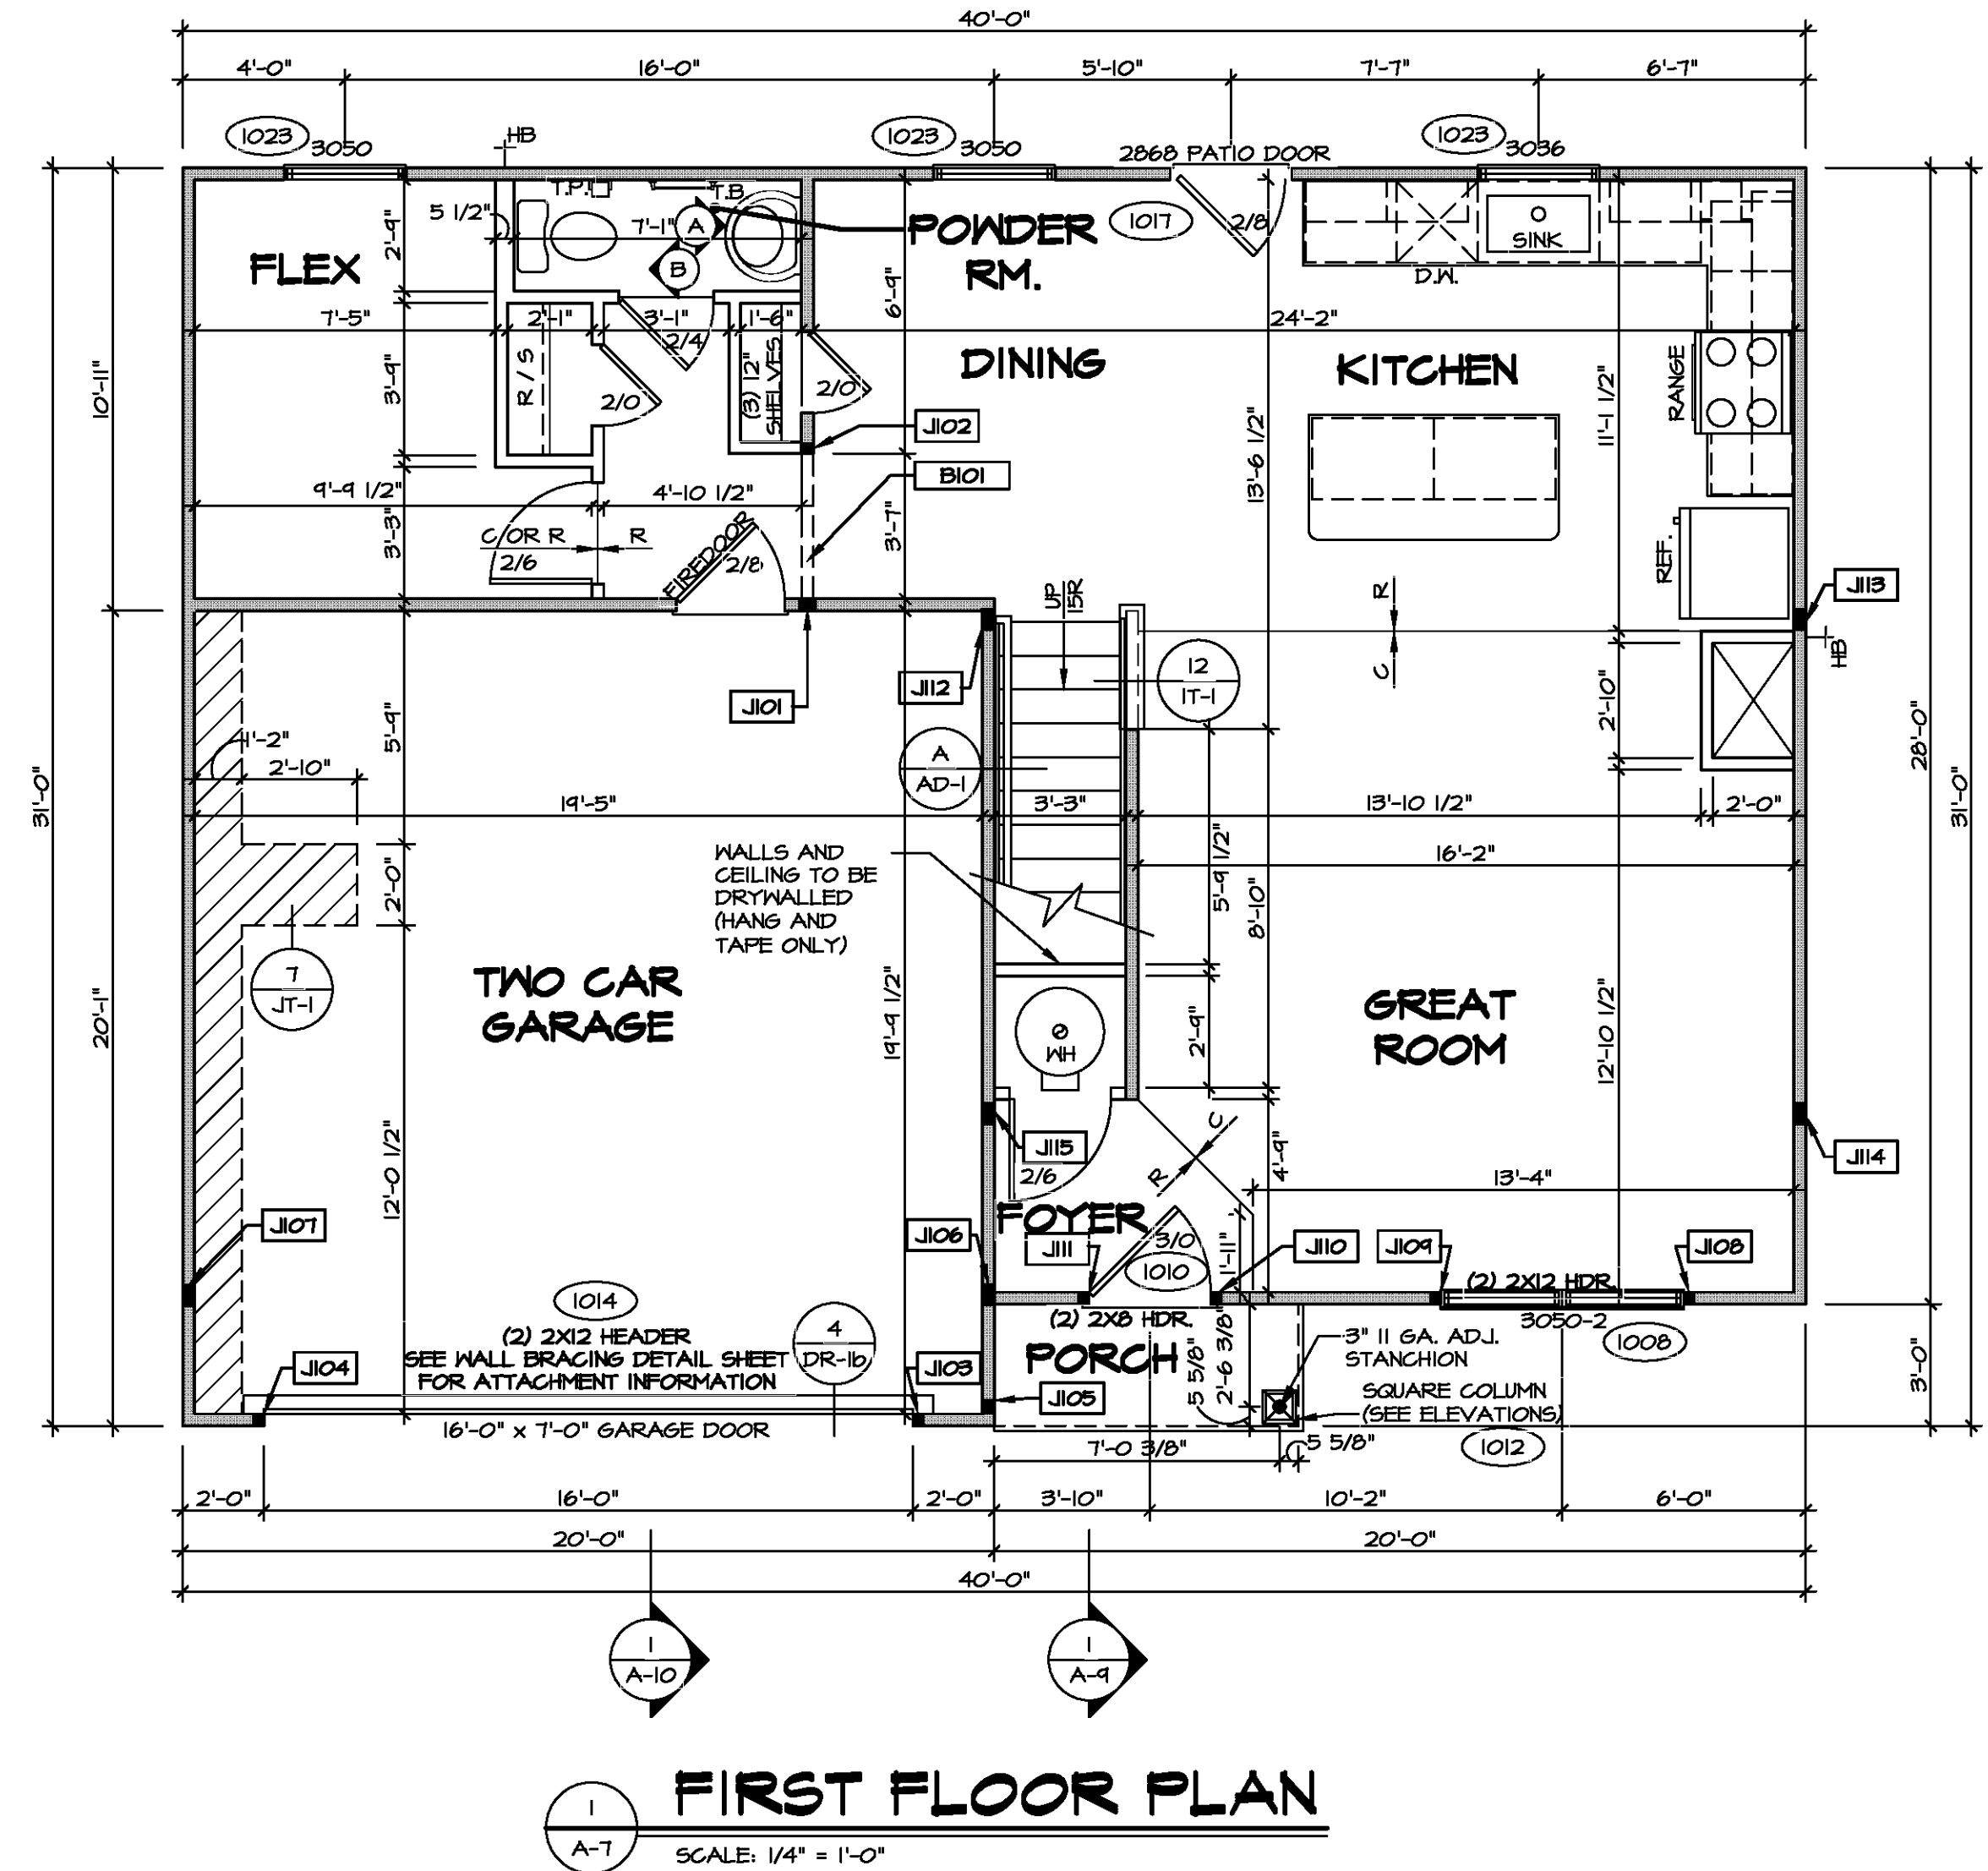 40'-0"
4'-0" 16'-0" 5'-10" 7'-7" 6'-7"
1023 3050 HB 1023 3050 2868 PATIO DOOR 1023 3036
T.P. T.B.
5 1/2" 2'-9" 7'-1" A POWDER 1017 2/8 SINK
FLEX B RM. D.W.
6'-9"
7'-5" 2'-1" 3'-1" 1'-6" 24'-2"
2/4
DINING KITCHEN RANGE
10'-11" 3'-9" R / S 2/0 (3) 12" SHELVES 2/0 11'-1 1/2"
J102 13'-6 1/2"
B101
9'-9 1/2" 4'-10 1/2"
3'-3" C OR R R FIREDOOR 3'-7"
2/6 2/8 REF.
UP 15R R J113
HB
12 C
J112 1T-1
J101 2'-10"
5'-9"
1'-2" A
2'-10" AD-1 28'-0"
31'-0" 19'-5" 3'-3" 13'-10 1/2" 2'-0" 31'-0"
WALLS AND 16'-2"
CEILING TO BE
2'-0" DRYWALLED 5'-9 1/2"
(HANG AND 8'-10"
TAPE ONLY)
7 TWO CAR GREAT
JT-1 GARAGE ROOM
20'-1" 19'-9 1/2" WH 2'-9" 12'-10 1/2"
C
12'-0 1/2" J115 R 4'-9" J114
2/6 13'-4"
J107 J106 FOYER
J111 3/0 1'-11" J110 J109 J108
1010
1014 (2) 2X12 HDR.
4 (2) 2X8 HDR. 3050-2
(2) 2X12 HEADER 3" 11 GA. ADJ. 1008
SEE WALL BRACING DETAIL SHEET DR-1b PORCH STANCHION
J104 FOR ATTACHMENT INFORMATION J103 5 5/8" 2'-6 3/8" 3'-0"
J105 SQUARE COLUMN
(SEE ELEVATIONS)
16'-0" x 7'-0" GARAGE DOOR
7'-0 3/8" 5 5/8" 1012
2'-0" 16'-0" 2'-0" 3'-10" 10'-2" 6'-0"
20'-0" 20'-0"
40'-0"
1 1
A-10 A-9
1 FIRST FLOOR PLAN
A-7 SCALE: 1/4" = 1'-0"